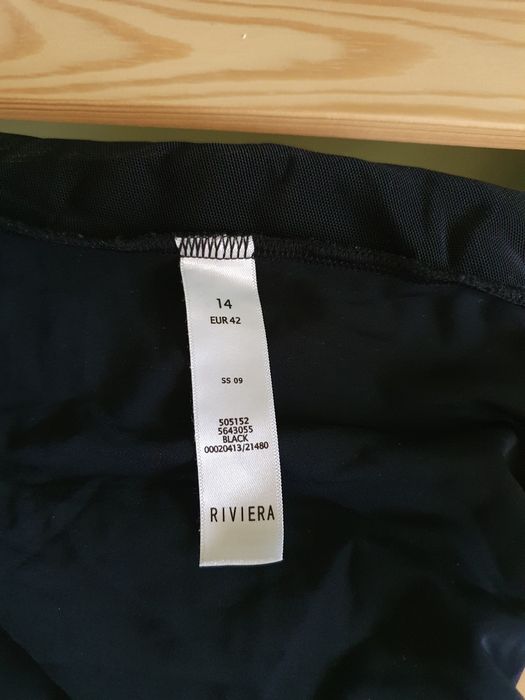 14
EUR 42
SS 09
505152
5643055
BLACK
00020413/21480
RIVIERA